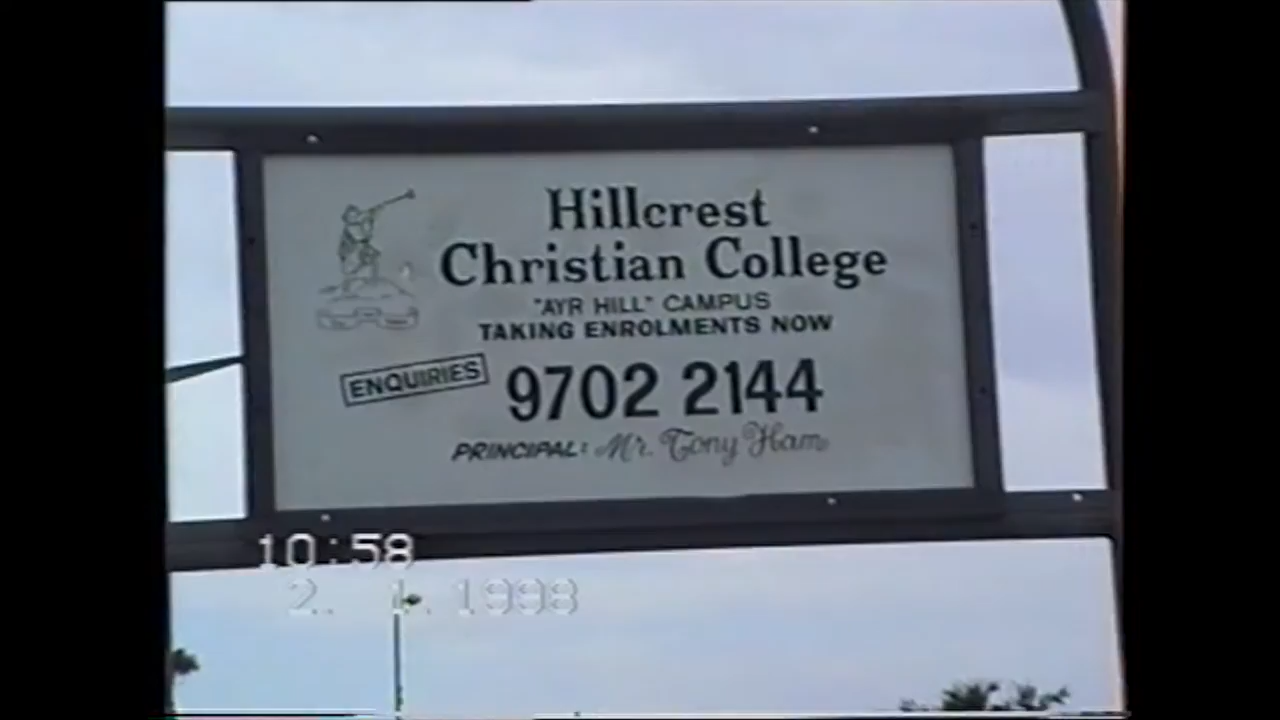 Hillcrest
Christian College
"AYR HILL" CAMPUS
TAKING ENROLMENTS NOW
ENQUIRIES 9702 2144
PRINCIPAL: Mr. Tony Ham
10:58
2. 1.1998